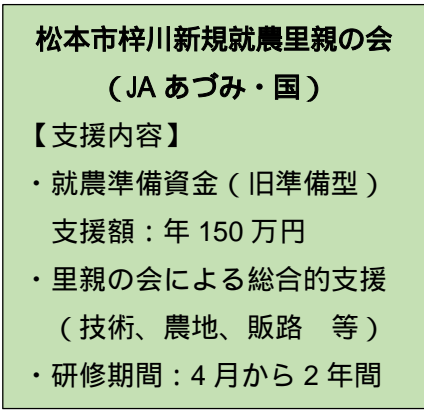 松本市梓川新規就農里親の会
（JA あづみ・国）
【支援内容】
・就農準備資金（旧準備型）
支援額：年 150 万円
・里親の会による総合的支援
（技術、農地、販路　等）
・研修期間：4 月から 2 年間